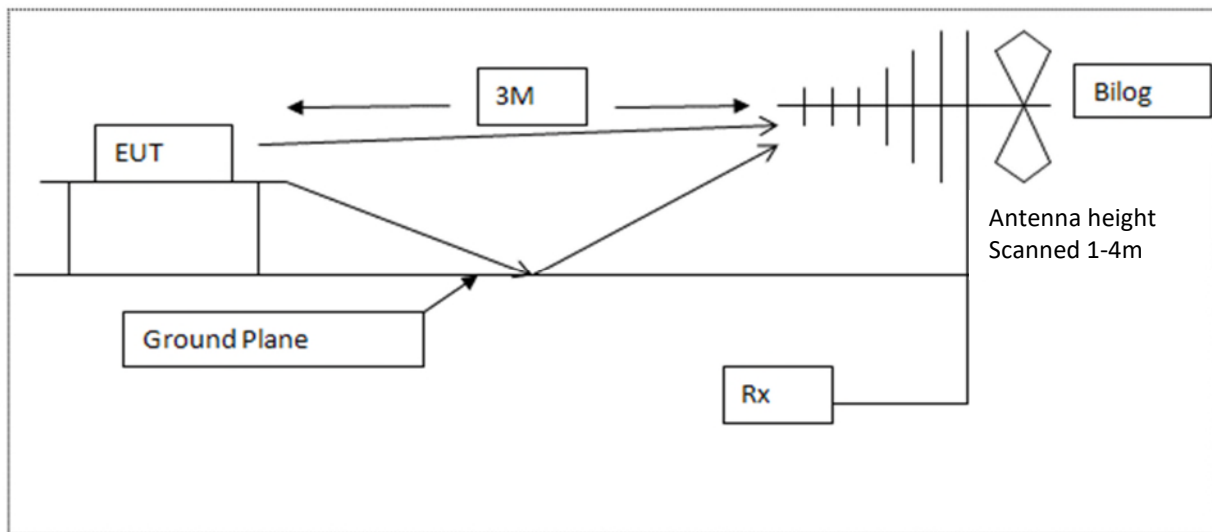 3M
Bilog
EUT
Antenna height
Scanned 1-4m
Ground Plane
Rx